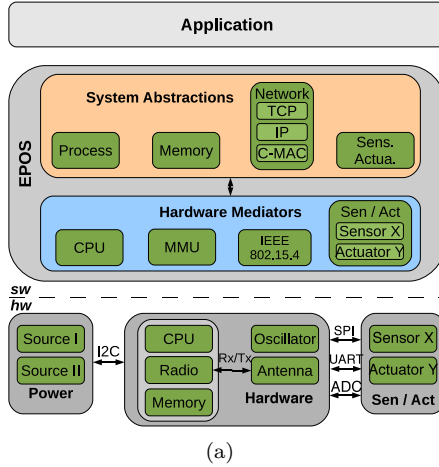 Application
EPOS
System Abstractions
Process
Memory
Network
TCP
IP
C-MAC
Sens.
Actua.
Hardware Mediators
CPU
MMU
IEEE
802.15.4
Sen / Act
Sensor X
Actuator Y
sw
hw
Source I
Source II
Power
I2C
CPU
Radio
Memory
Rx/Tx
Oscillator
Antenna
Hardware
SPI
UART
ADC
Sensor X
Actuator Y
Sen / Act
(a)